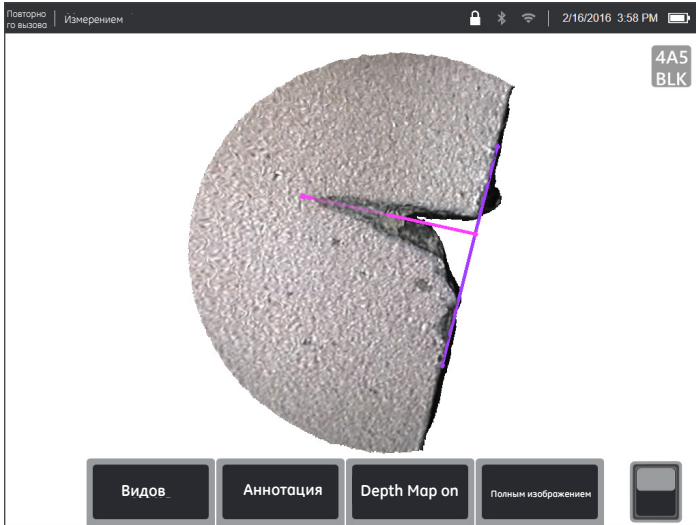 Повторно
го вызова
Измерением
2/16/2016 3:58 PM
4A5
BLK
Видов_
Аннотация
Depth Map on
Полным изображением